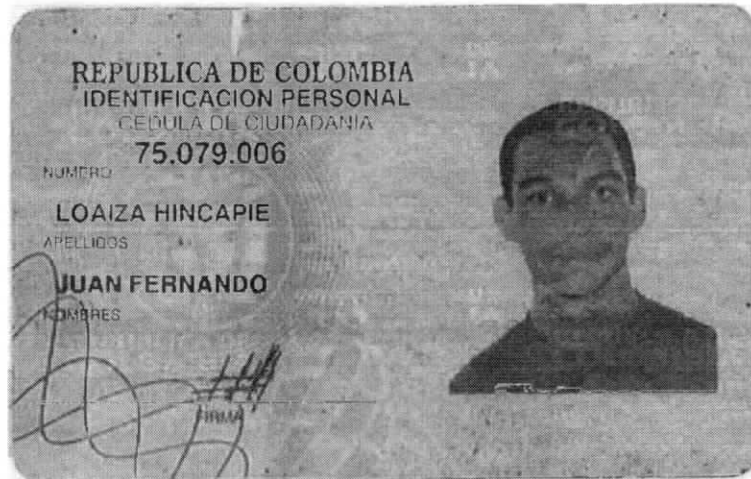 REPUBLICA DE COLOMBIA
IDENTIFICACION PERSONAL
CEDULA DE CIUDADANIA
75.079.006
NUMERO
LOAIZA HINCAPIE
APELLIDOS
JUAN FERNANDO
NOMBRES
FIRMA